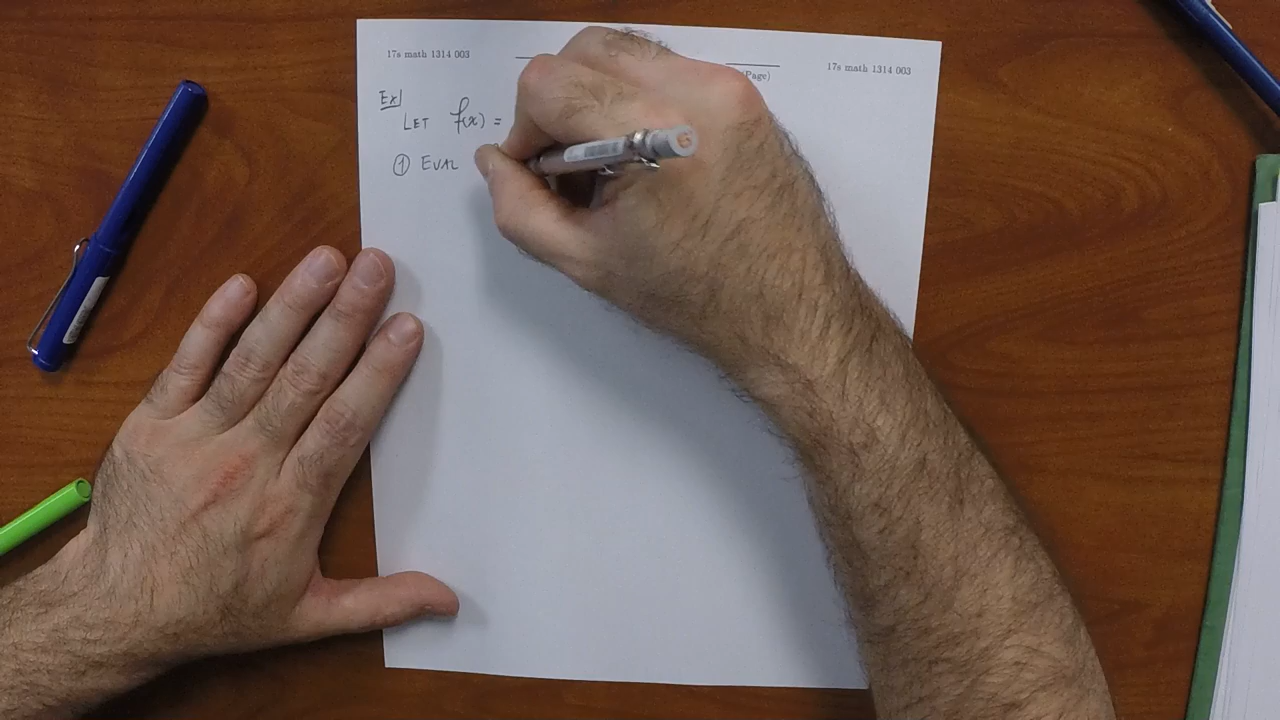 17s math 1314 003
(Page)
17s math 1314 003
Ex|
LET f(x) =
① EVAL